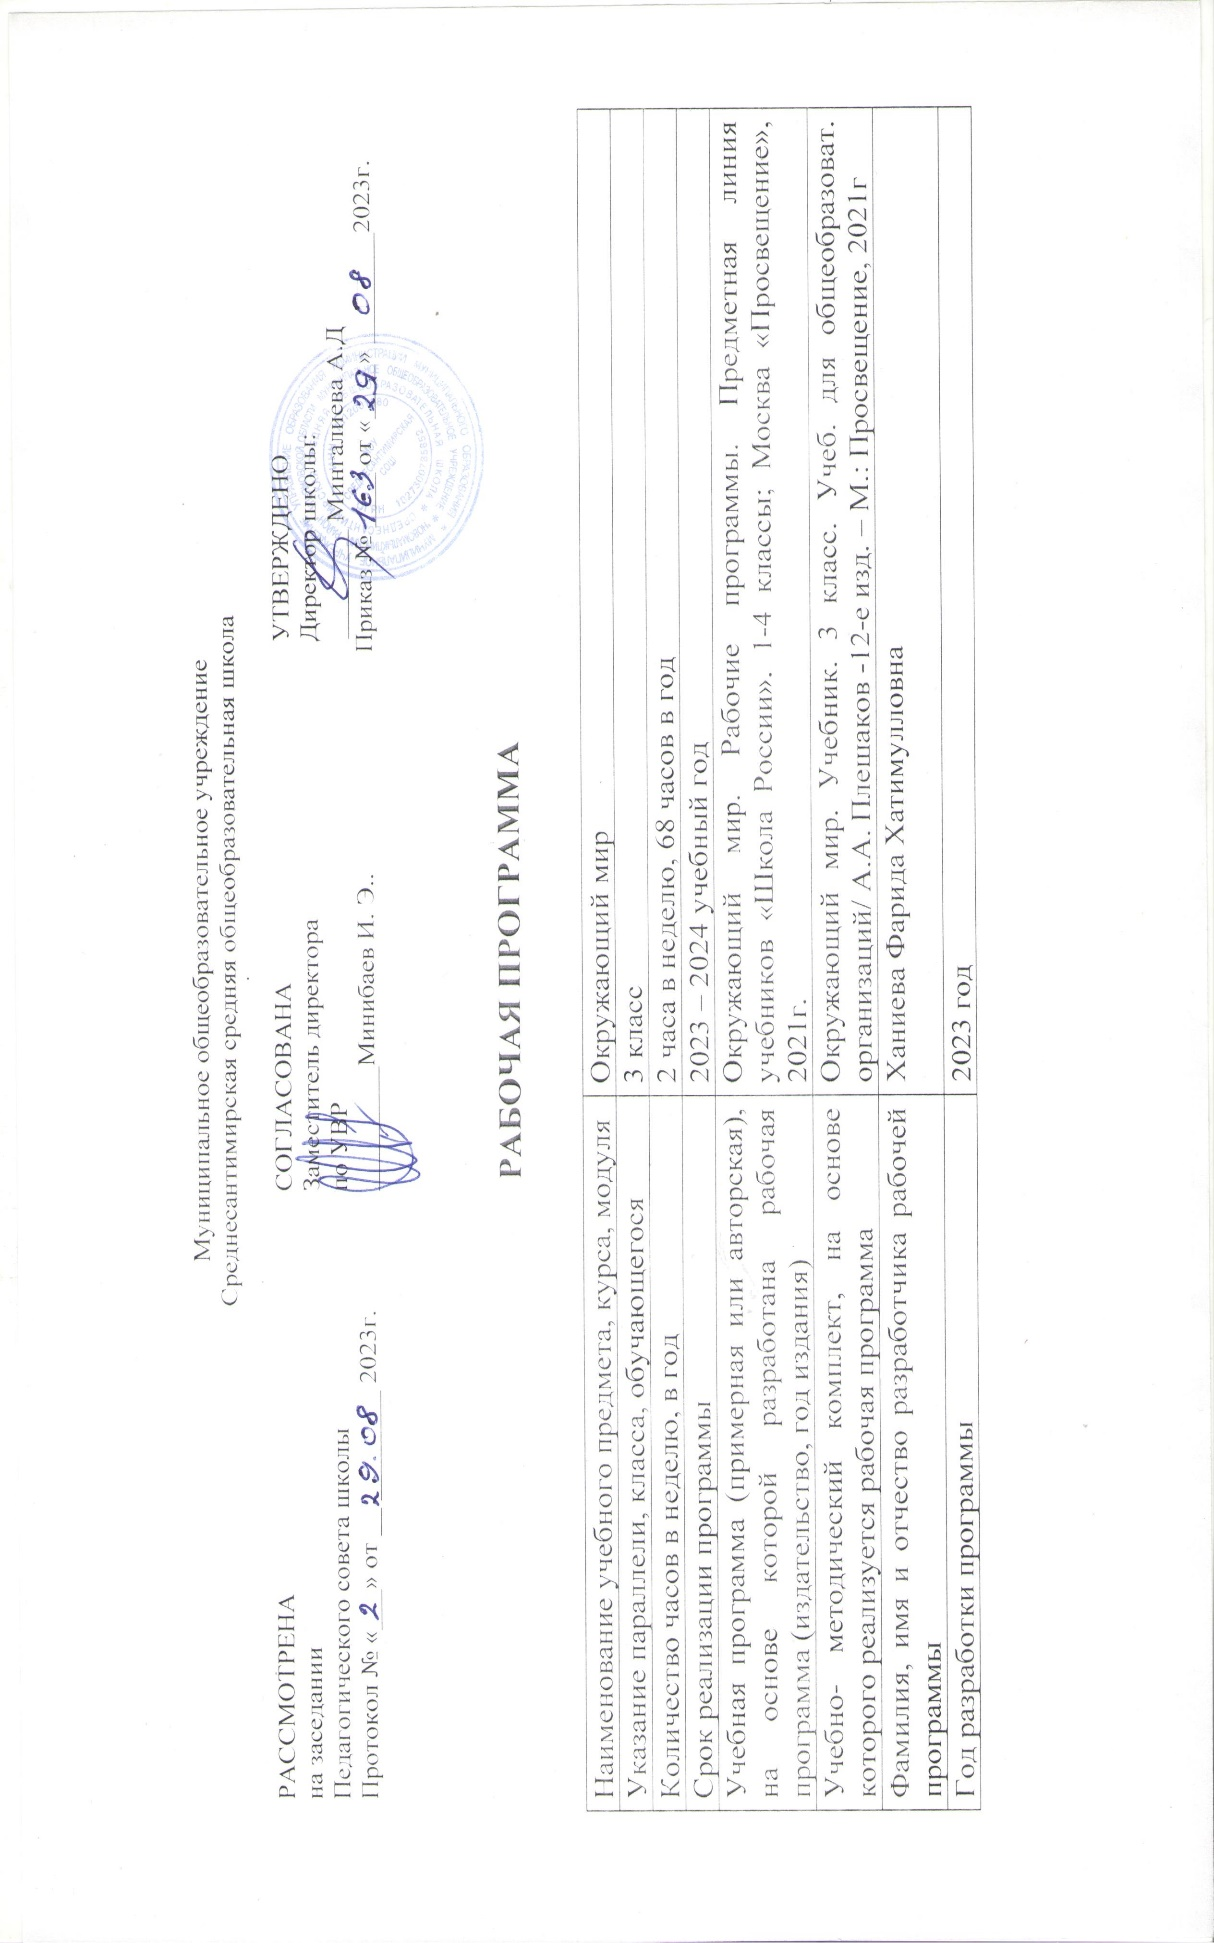 Муниципальное общеобразовательное учреждение
Среднесантимирская средняя общеобразовательная школа
РАССМОТРЕНА
на заседании
Педагогического совета школы
Протокол № «_2_» от __29.08__ 2023г.
СОГЛАСОВАНА
Заместитель директора
по УВР
Минибаев И. Э..
УТВЕРЖДЕНО
Директор школы:
Мингалиева А.Д
Приказ № 163 от «_29_» __08__ 2023г.
РАБОЧАЯ ПРОГРАММА
Наименование учебного предмета, курса, модуля
Окружающий мир
Указание параллели, класса, обучающегося
3 класс
Количество часов в неделю, в год
2 часа в неделю, 68 часов в год
Срок реализации программы
2023 – 2024 учебный год
Учебная программа (примерная или авторская),
на основе которой разработана рабочая
программа (издательство, год издания)
Окружающий мир. Рабочие программы. Предметная линия
учебников «Школа России». 1-4 классы; Москва «Просвещение»,
2021г.
Учебно- методический комплект, на основе
которого реализуется рабочая программа
Окружающий мир. Учебник. 3 класс. Учеб. для общеобразоват.
организаций/ А.А. Плешаков -12-е изд. – М.: Просвещение, 2021г
Фамилия, имя и отчество разработчика рабочей
программы
Ханиева Фарида Хатимулловна
Год разработки программы
2023 год